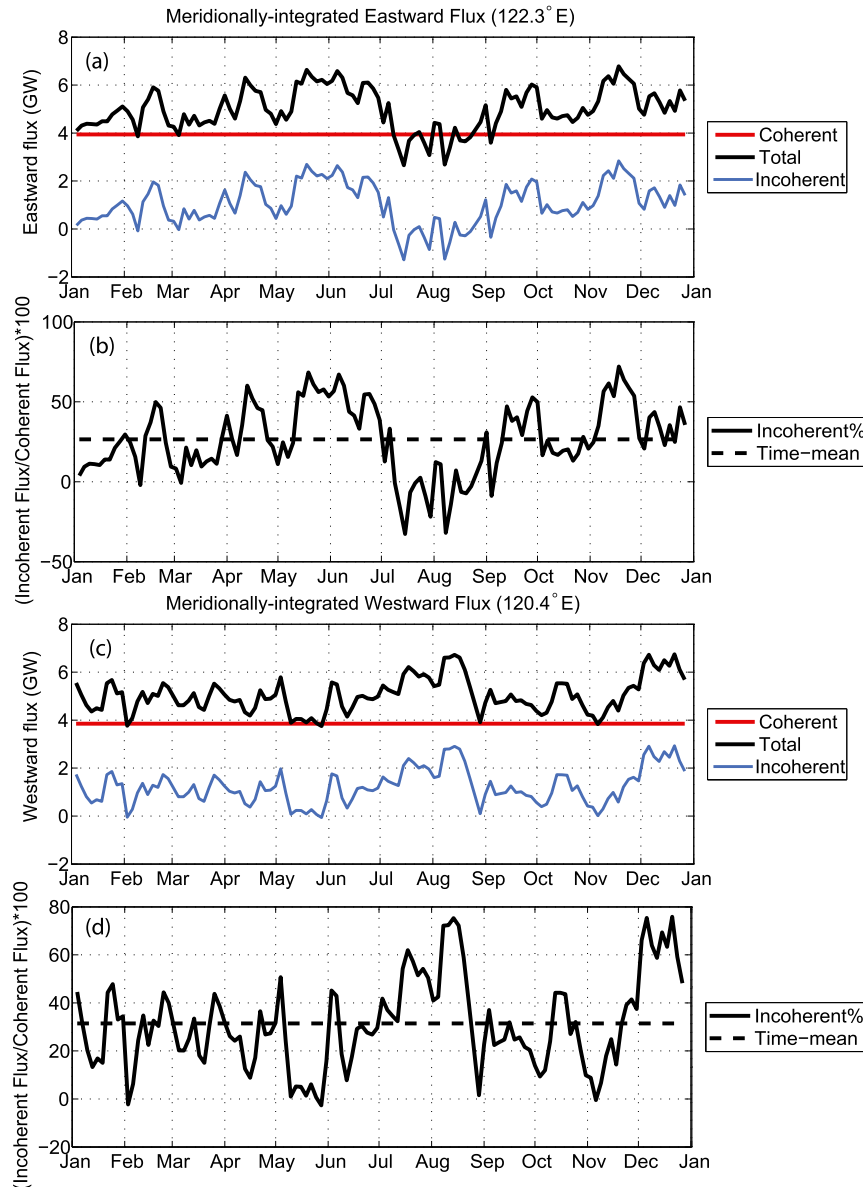 Meridionally-integrated Eastward Flux (122.3°E)
(a)
Eastward flux (GW)
8
6
4
2
0
−2
Jan Feb Mar Apr May Jun Jul Aug Sep Oct Nov Dec Jan
Coherent
Total
Incoherent
(b)
(Incoherent Flux/Coherent Flux)*100
100
50
0
−50
Jan Feb Mar Apr May Jun Jul Aug Sep Oct Nov Dec Jan
Incoherent%
Time−mean
Meridionally-integrated Westward Flux (120.4°E)
(c)
Westward flux (GW)
8
6
4
2
0
−2
Jan Feb Mar Apr May Jun Jul Aug Sep Oct Nov Dec Jan
Coherent
Total
Incoherent
(d)
(Incoherent Flux/Coherent Flux)*100
80
60
40
20
0
−20
Jan Feb Mar Apr May Jun Jul Aug Sep Oct Nov Dec Jan
Incoherent%
Time−mean